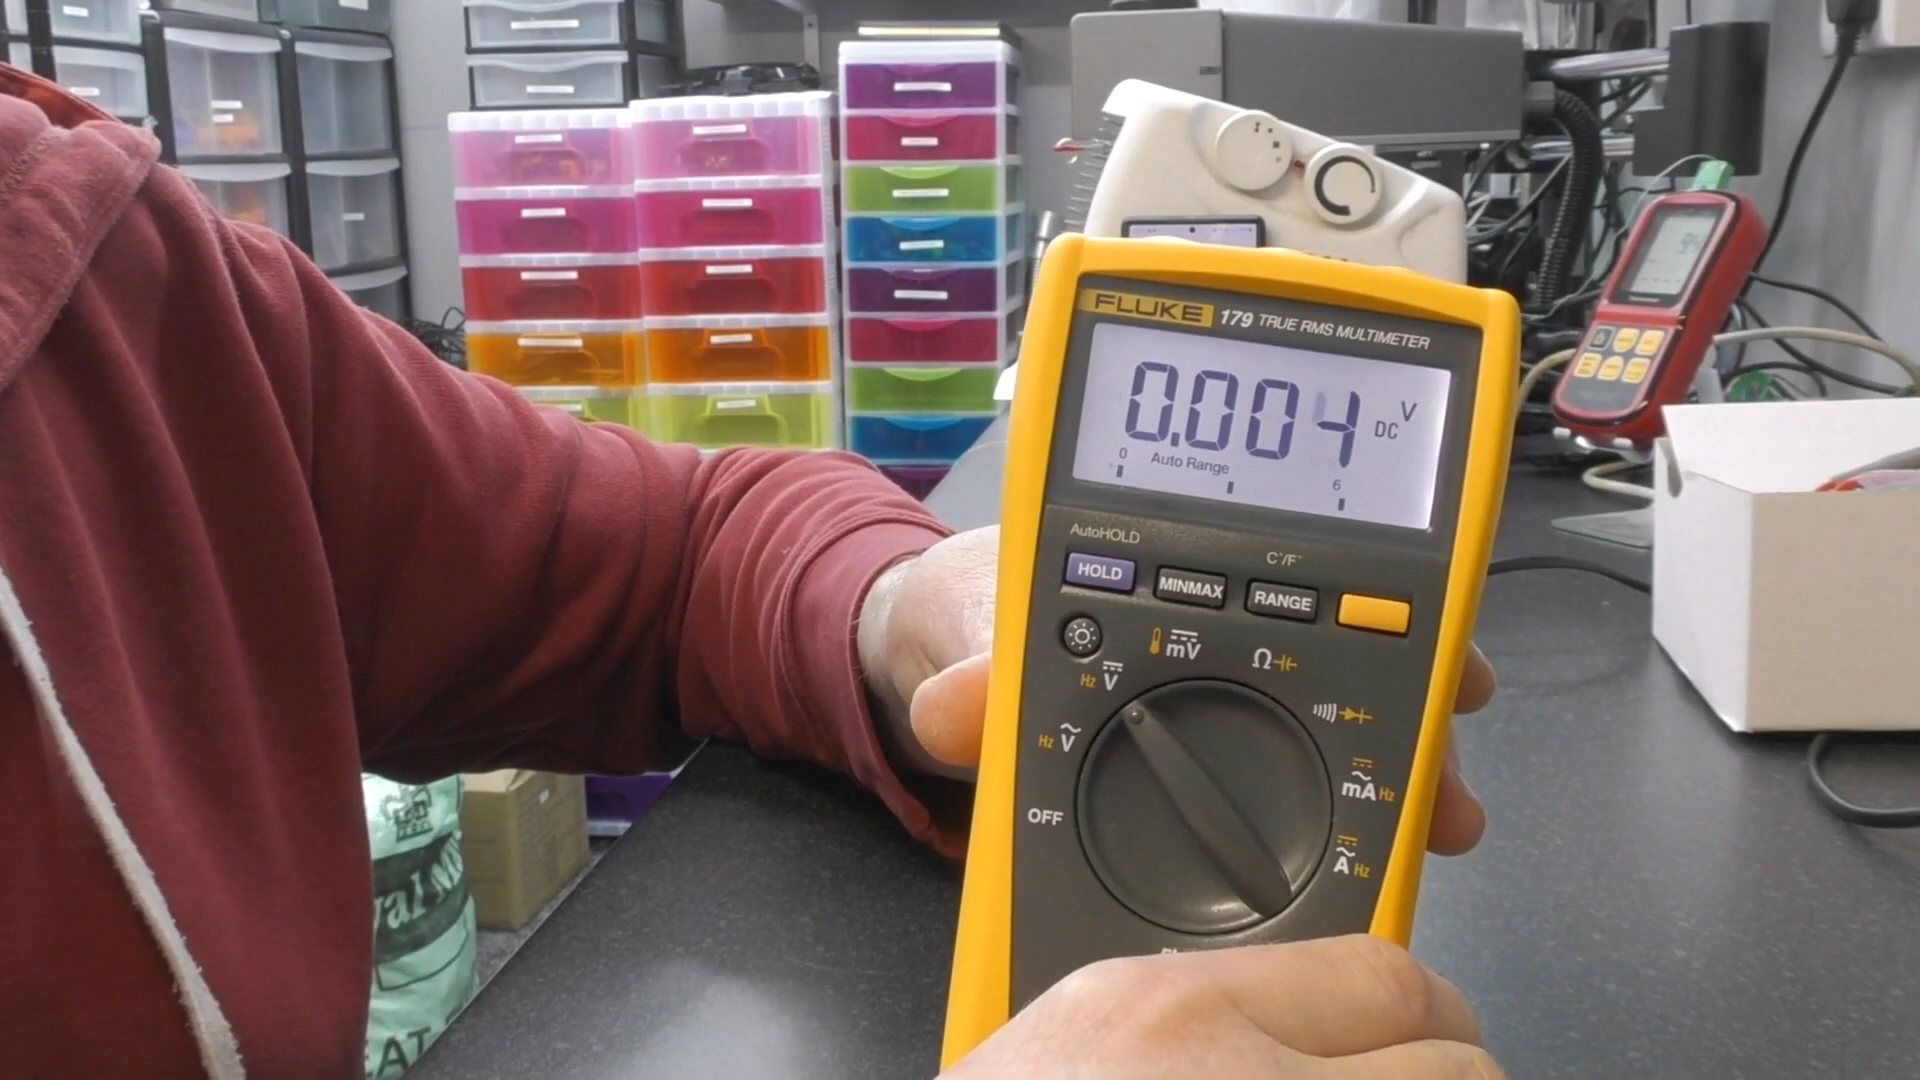 FLUKE 179 TRUE RMS MULTIMETER
0.004 DC V
0 Auto Range 6
AutoHOLD C°/F°
HOLD MINMAX RANGE
mV
Ω
Hz V
Hz V
mA Hz
OFF
A Hz
EAT